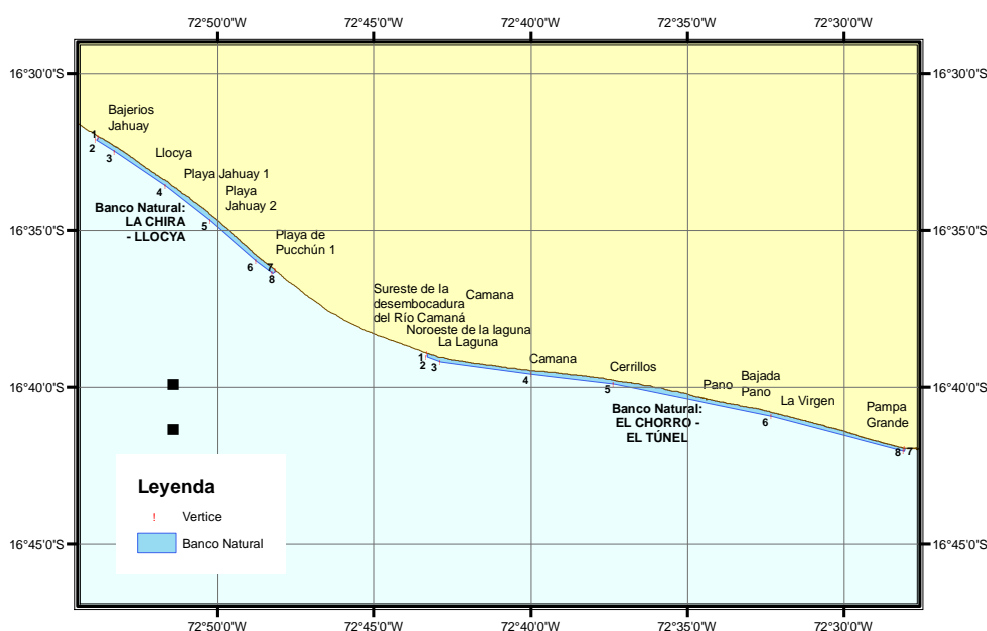 72°50'0"W 72°45'0"W 72°40'0"W 72°35'0"W 72°30'0"W
16°30'0"S 16°30'0"S
Bajerios
Jahuay
1
2
3
Llocya
4
Playa Jahuay 1
Playa
Jahuay 2
Banco Natural:
LA CHIRA
- LLOCYA
5
16°35'0"S 16°35'0"S
Playa de
Pucchún 1
6
7
8
Sureste de la
desembocadura
del Río Camaná
Camana
Noroeste de la laguna
La Laguna
1
2
3
Camana
4
Cerrillos
5
16°40'0"S 16°40'0"S
Pano
Bajada
Pano
La Virgen
6
Banco Natural:
EL CHORRO -
EL TÚNEL
Pampa
Grande
8 7
Leyenda
! Vertice
Banco Natural
16°45'0"S 16°45'0"S
72°50'0"W 72°45'0"W 72°40'0"W 72°35'0"W 72°30'0"W